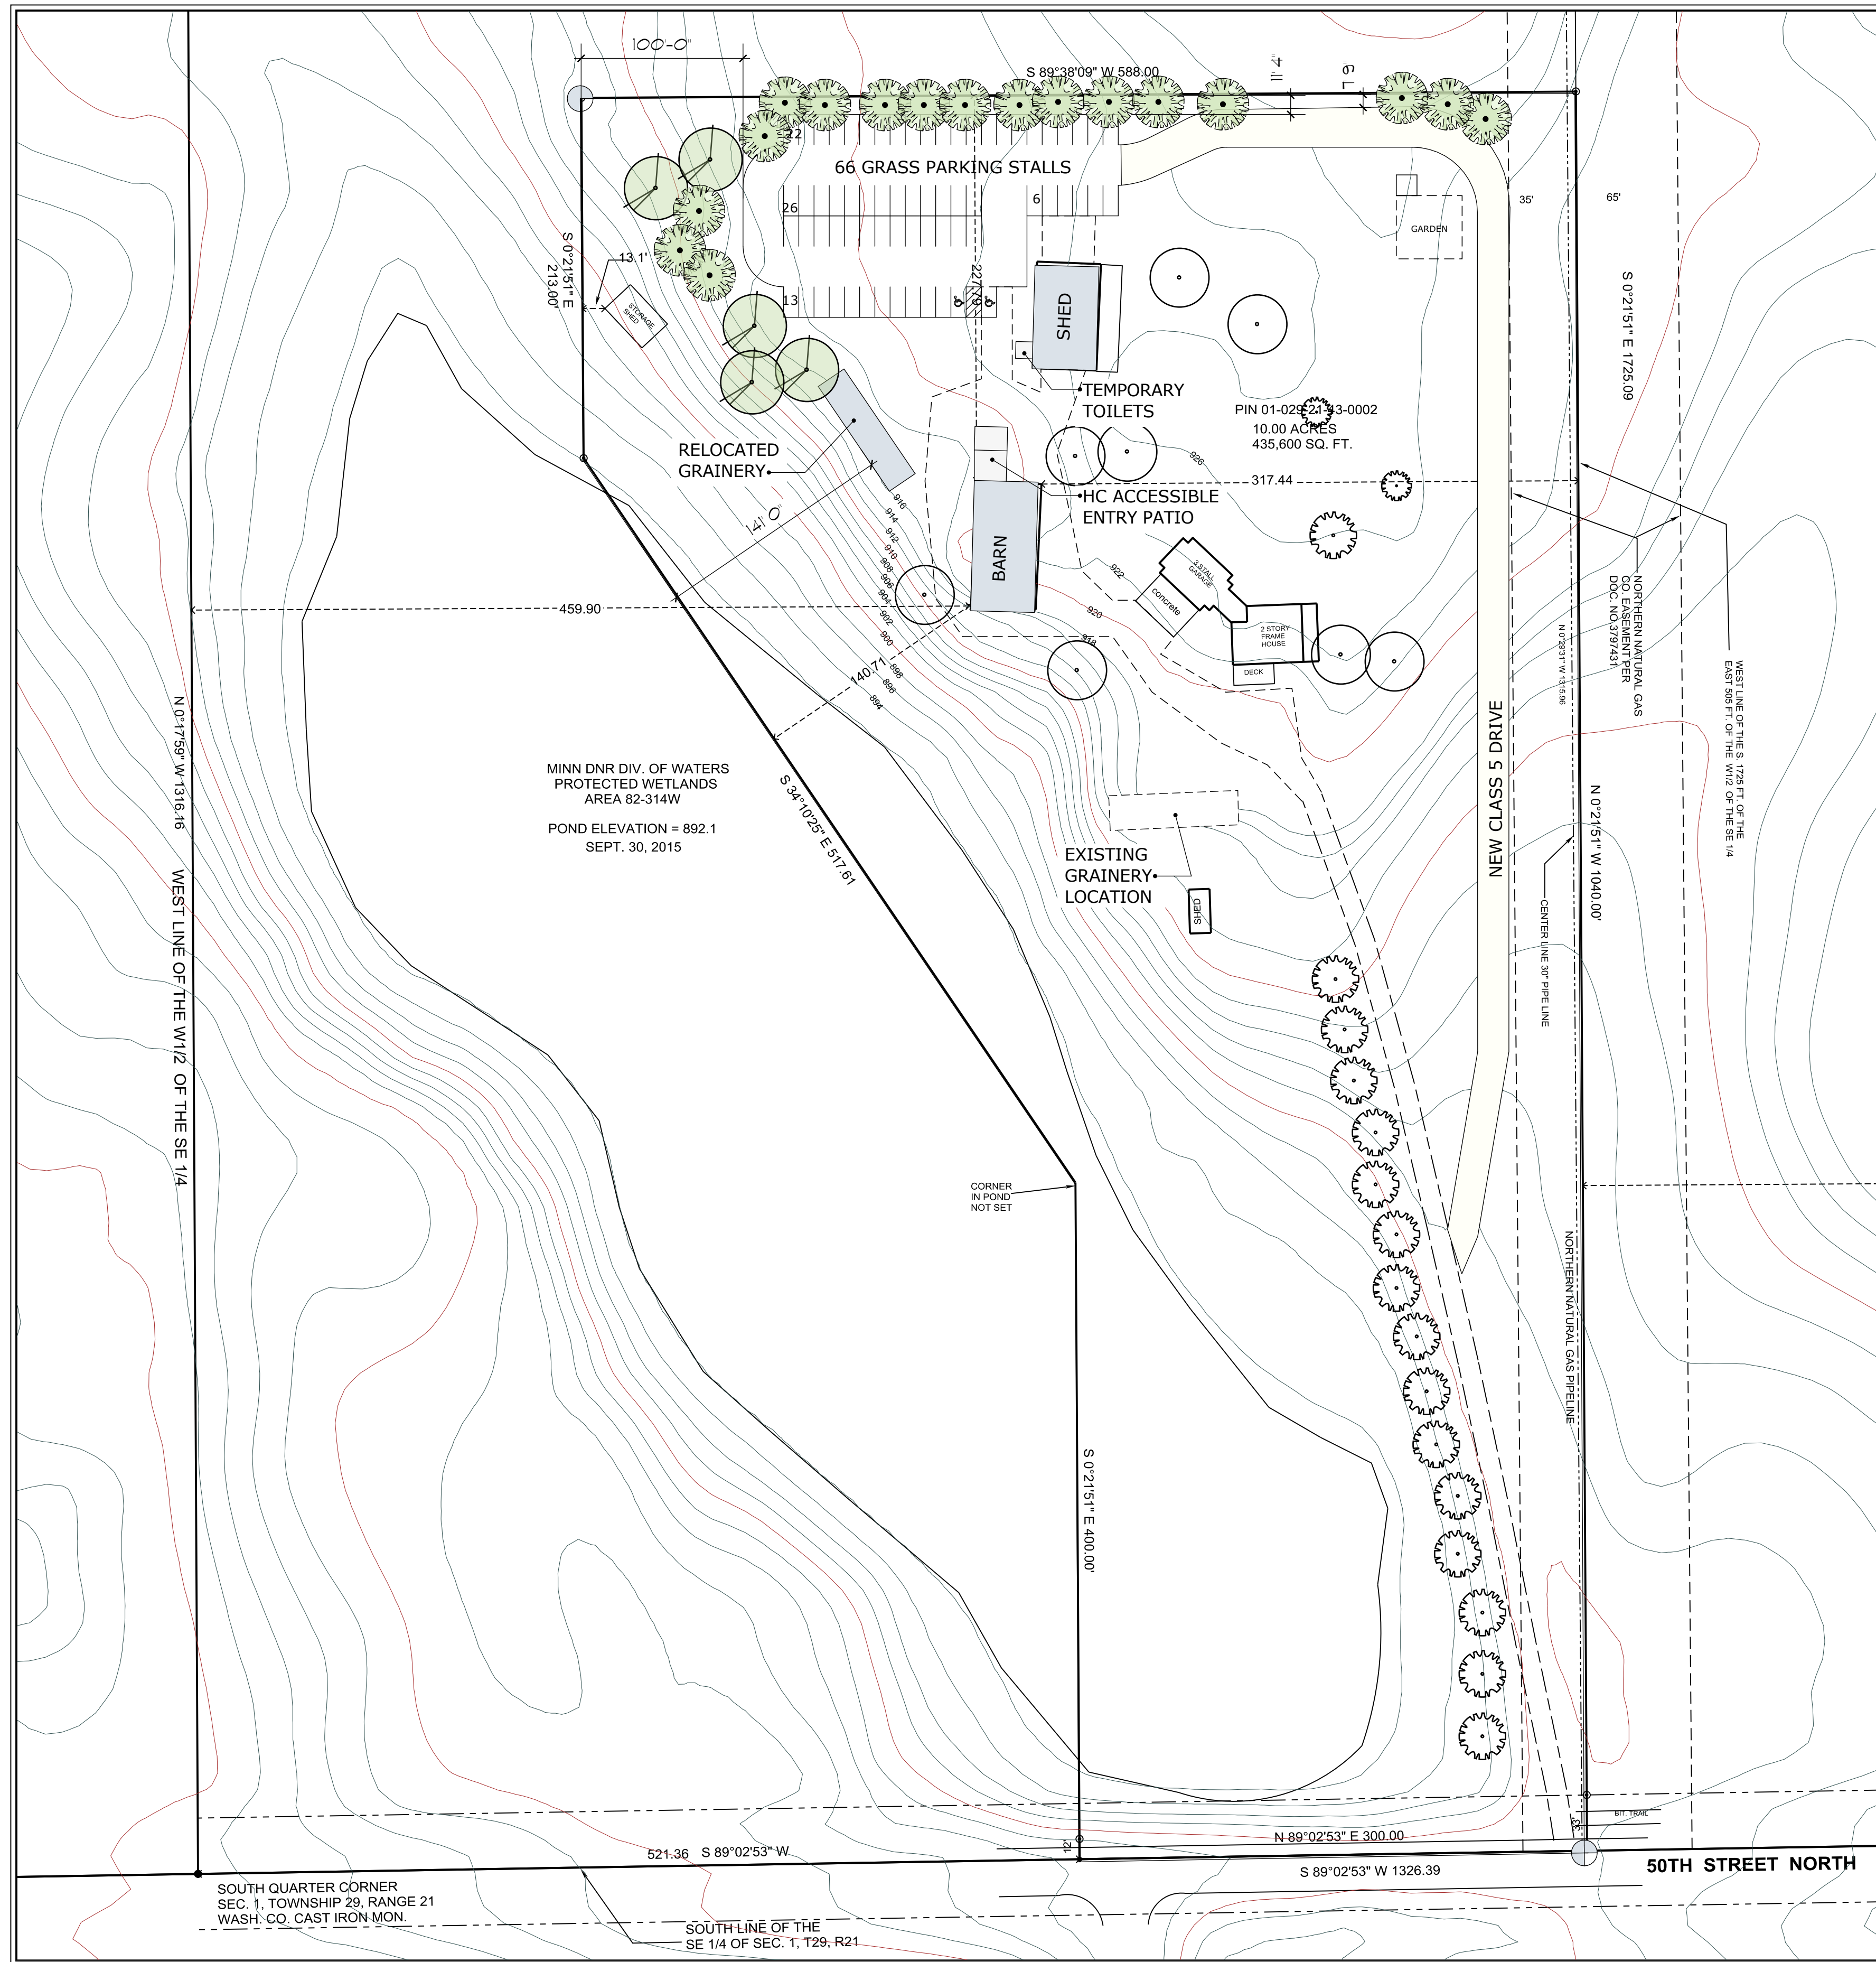 100'-0"
S 89°38'09" W 588.00
11'-4"
7'-9"
22
66 GRASS PARKING STALLS
26
6
35'
65'
GARDEN
S 0°21'51" E
213.00'
13.1'
STORAGE
SHED
13
SHED
S 0°21'51" E 1725.09
TEMPORARY
TOILETS
PIN 01-029-21-43-0002
10.00 ACRES
435,600 SQ. FT.
RELOCATED
GRAINERY
926
317.44
HC ACCESSIBLE
ENTRY PATIO
141'-0"
916
914
912
910
908
906
904
902
900
898
896
894
BARN
922
920
918
3 STALL
GARAGE
concrete
2 STORY
FRAME
HOUSE
DECK
459.90
140.71
NORTHERN NATURAL GAS
CO. EASEMENT PER
DOC. NO.3797431
N 0°29'31" W 1315.96
WEST LINE OF THE S. 1725 FT. OF THE
EAST 505 FT. OF THE W1/2 OF THE SE 1/4
N 0°17'59" W 1316.16
WEST LINE OF THE W1/2 OF THE SE 1/4
MINN DNR DIV. OF WATERS
PROTECTED WETLANDS
AREA 82-314W
POND ELEVATION = 892.1
SEPT. 30, 2015
S 34°10'25" E 517.61
NEW CLASS 5 DRIVE
N 0°21'51" W 1040.00'
EXISTING
GRAINERY
LOCATION
SHED
CENTER LINE 30" PIPE LINE
CORNER
IN POND
NOT SET
NORTHERN NATURAL GAS PIPELINE
S 0°21'51" E 400.00'
BIT. TRAIL
33'
12'
N 89°02'53" E 300.00
521.36 S 89°02'53" W
S 89°02'53" W 1326.39
50TH STREET NORTH
SOUTH QUARTER CORNER
SEC. 1, TOWNSHIP 29, RANGE 21
WASH. CO. CAST IRON MON.
SOUTH LINE OF THE
SE 1/4 OF SEC. 1, T29, R21